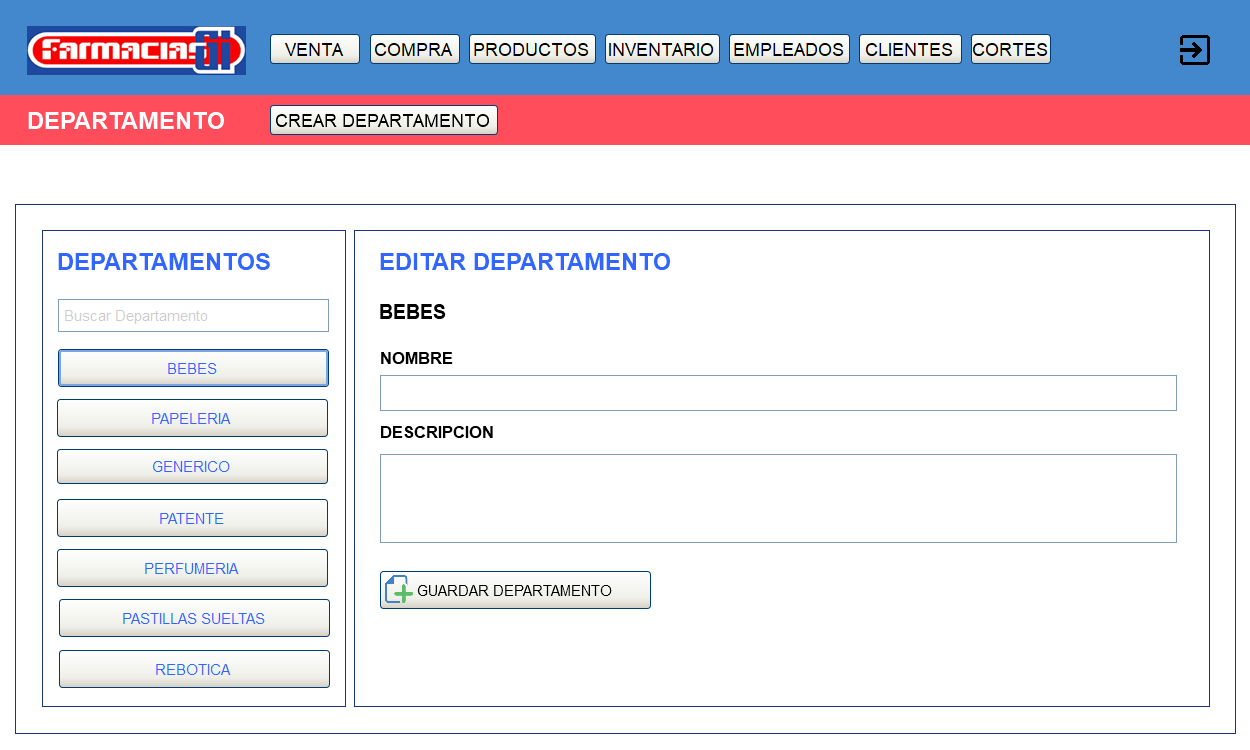 Farmacias SI
VENTA COMPRA PRODUCTOS INVENTARIO EMPLEADOS CLIENTES CORTES
DEPARTAMENTO CREAR DEPARTAMENTO
DEPARTAMENTOS
Buscar Departamento
BEBES
PAPELERIA
GENERICO
PATENTE
PERFUMERIA
PASTILLAS SUELTAS
REBOTICA
EDITAR DEPARTAMENTO
BEBES
NOMBRE
DESCRIPCION
GUARDAR DEPARTAMENTO